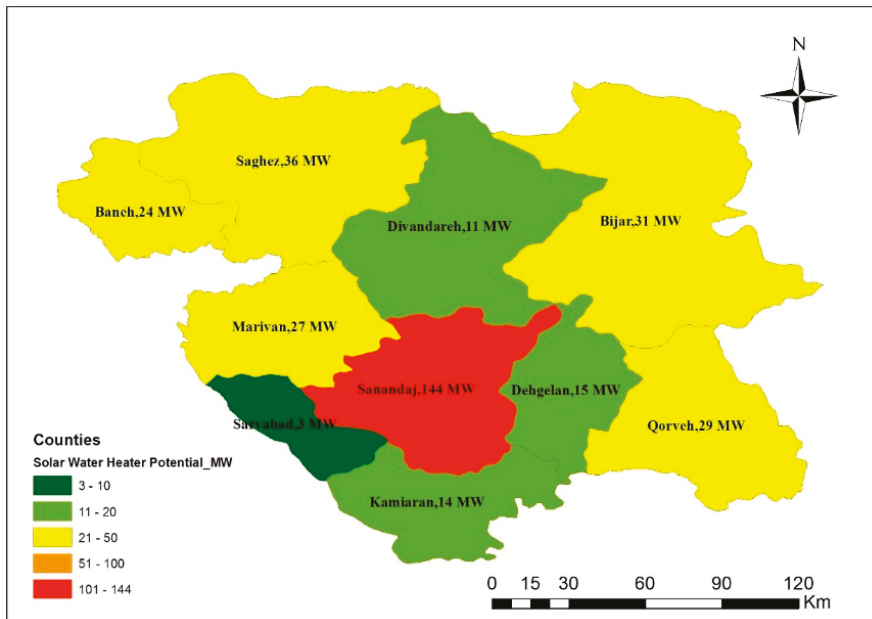 N
Saghez,36 MW
Baneh,24 MW
Divandareh,11 MW
Bijar,31 MW
Marivan,27 MW
Sanandaj,144 MW
Dehgelan,15 MW
Sarvabad,3 MW
Qorveh,29 MW
Kamiaran,14 MW
Counties
Solar Water Heater Potential_MW
3 - 10
11 - 20
21 - 50
51 - 100
101 - 144
0 15 30 60 90 120
Km